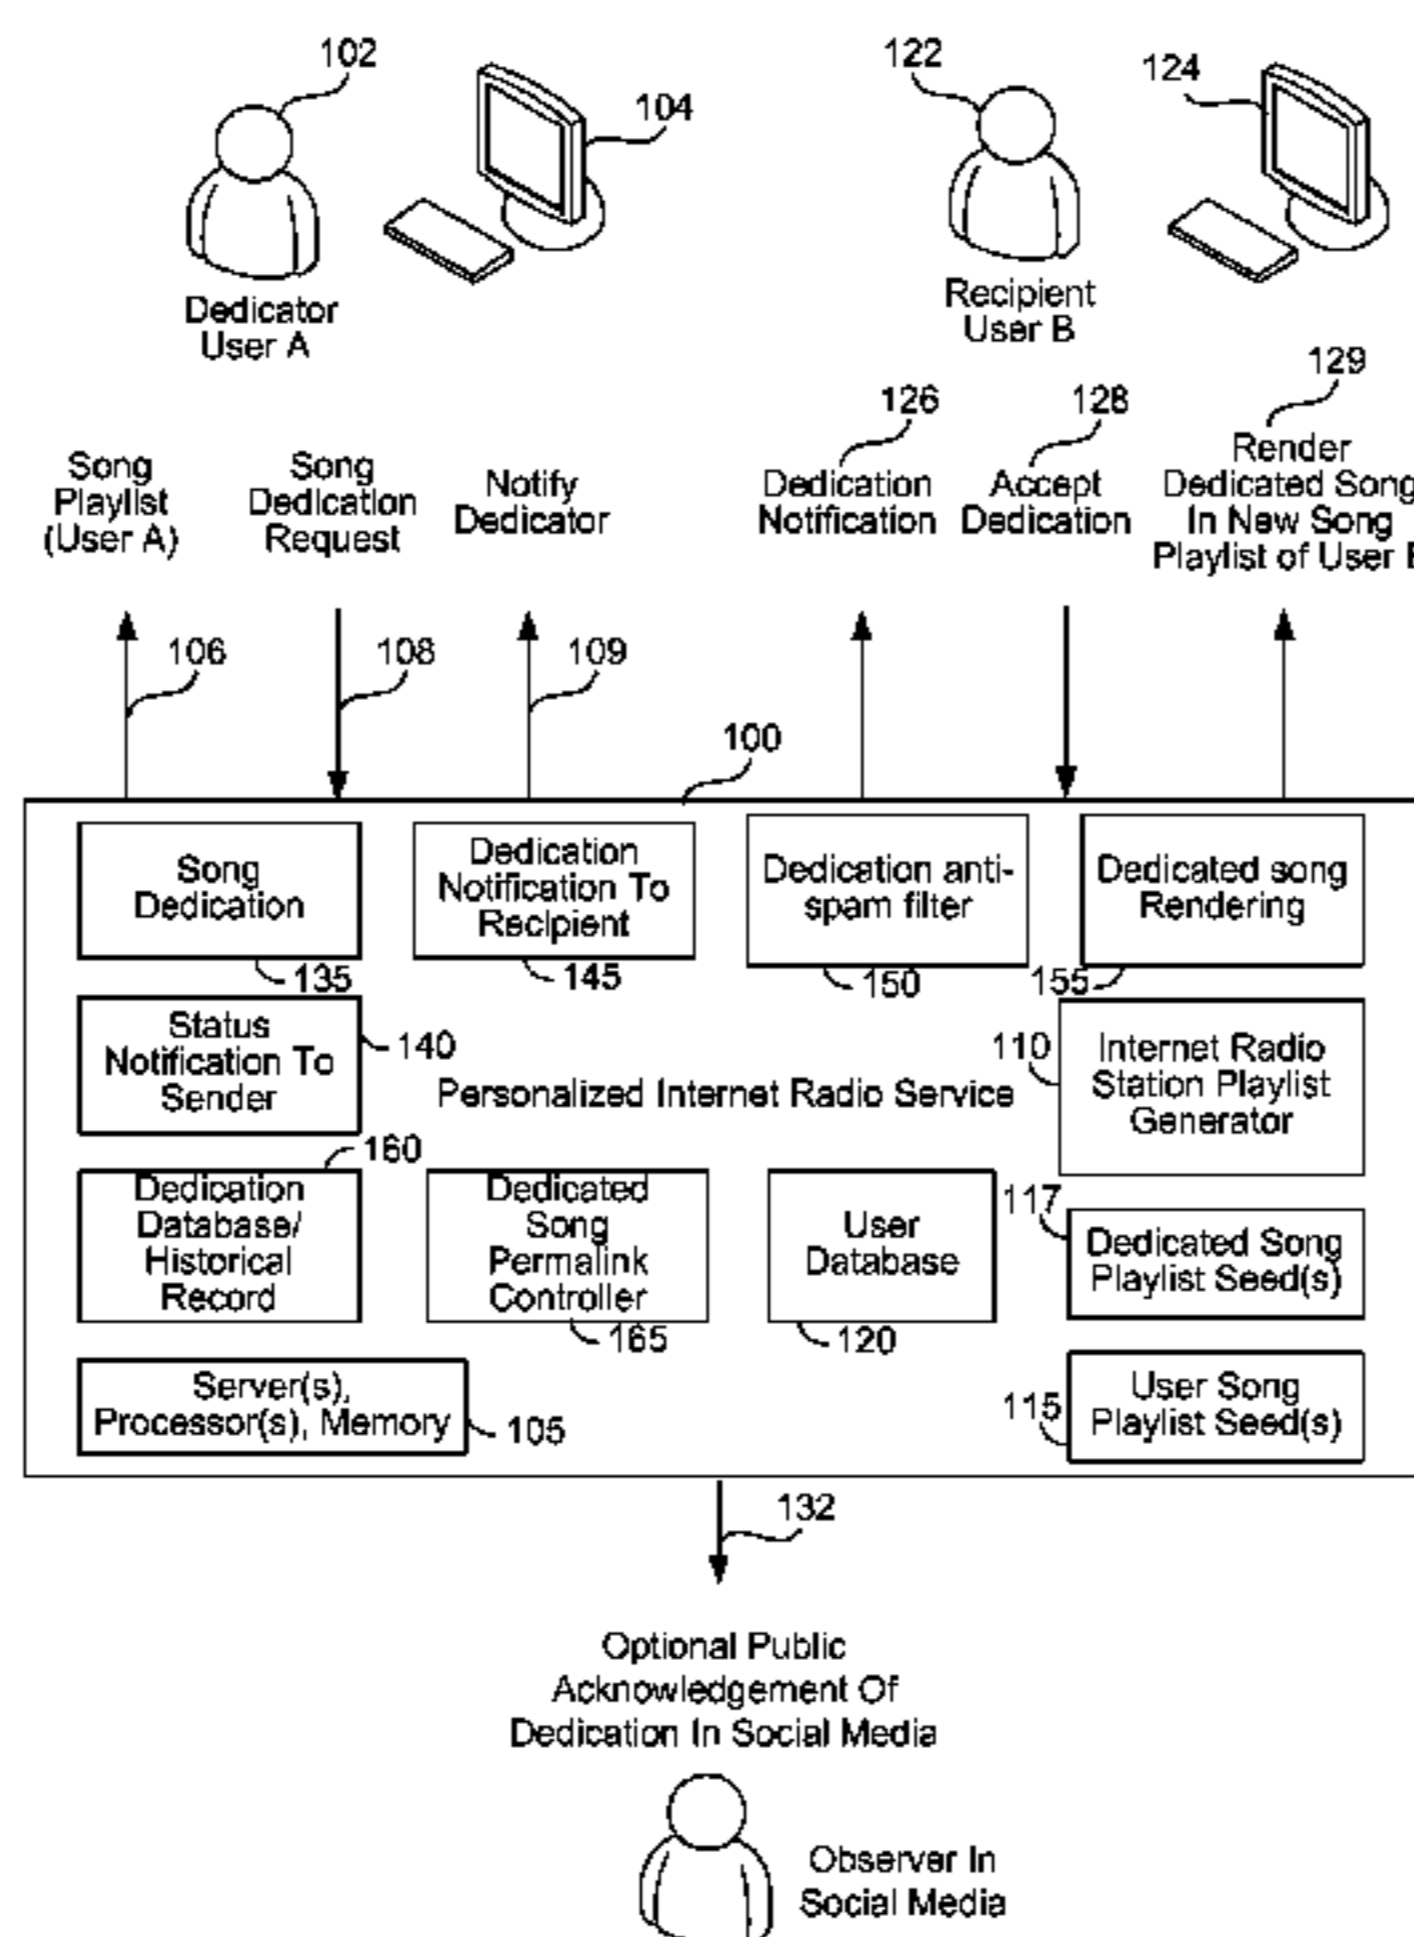 102
104
122
124
Dedicator
User A
Recipient
User B
129
126
128
Song
Playlist
(User A)
Song
Dedication
Request
Notify
Dedicator
Dedication
Notification
Accept
Dedication
Render
Dedicated Song
In New Song
Playlist of User
106
108
109
100
Song
Dedication
135
Dedication
Notification To
Recipient
145
Dedication anti-
spam filter
150
Dedicated song
Rendering
155
Status
Notification To
Sender
140
Personalized Internet Radio Service
110
Internet Radio
Station Playlist
Generator
160
Dedication
Database/
Historical
Record
Dedicated
Song
Permalink
Controller
165
User
Database
120
117
Dedicated Song
Playlist Seed(s)
Server(s),
Processor(s), Memory
105
115
User Song
Playlist Seed(s)
132
Optional Public
Acknowledgement Of
Dedication In Social Media
Observer In
Social Media